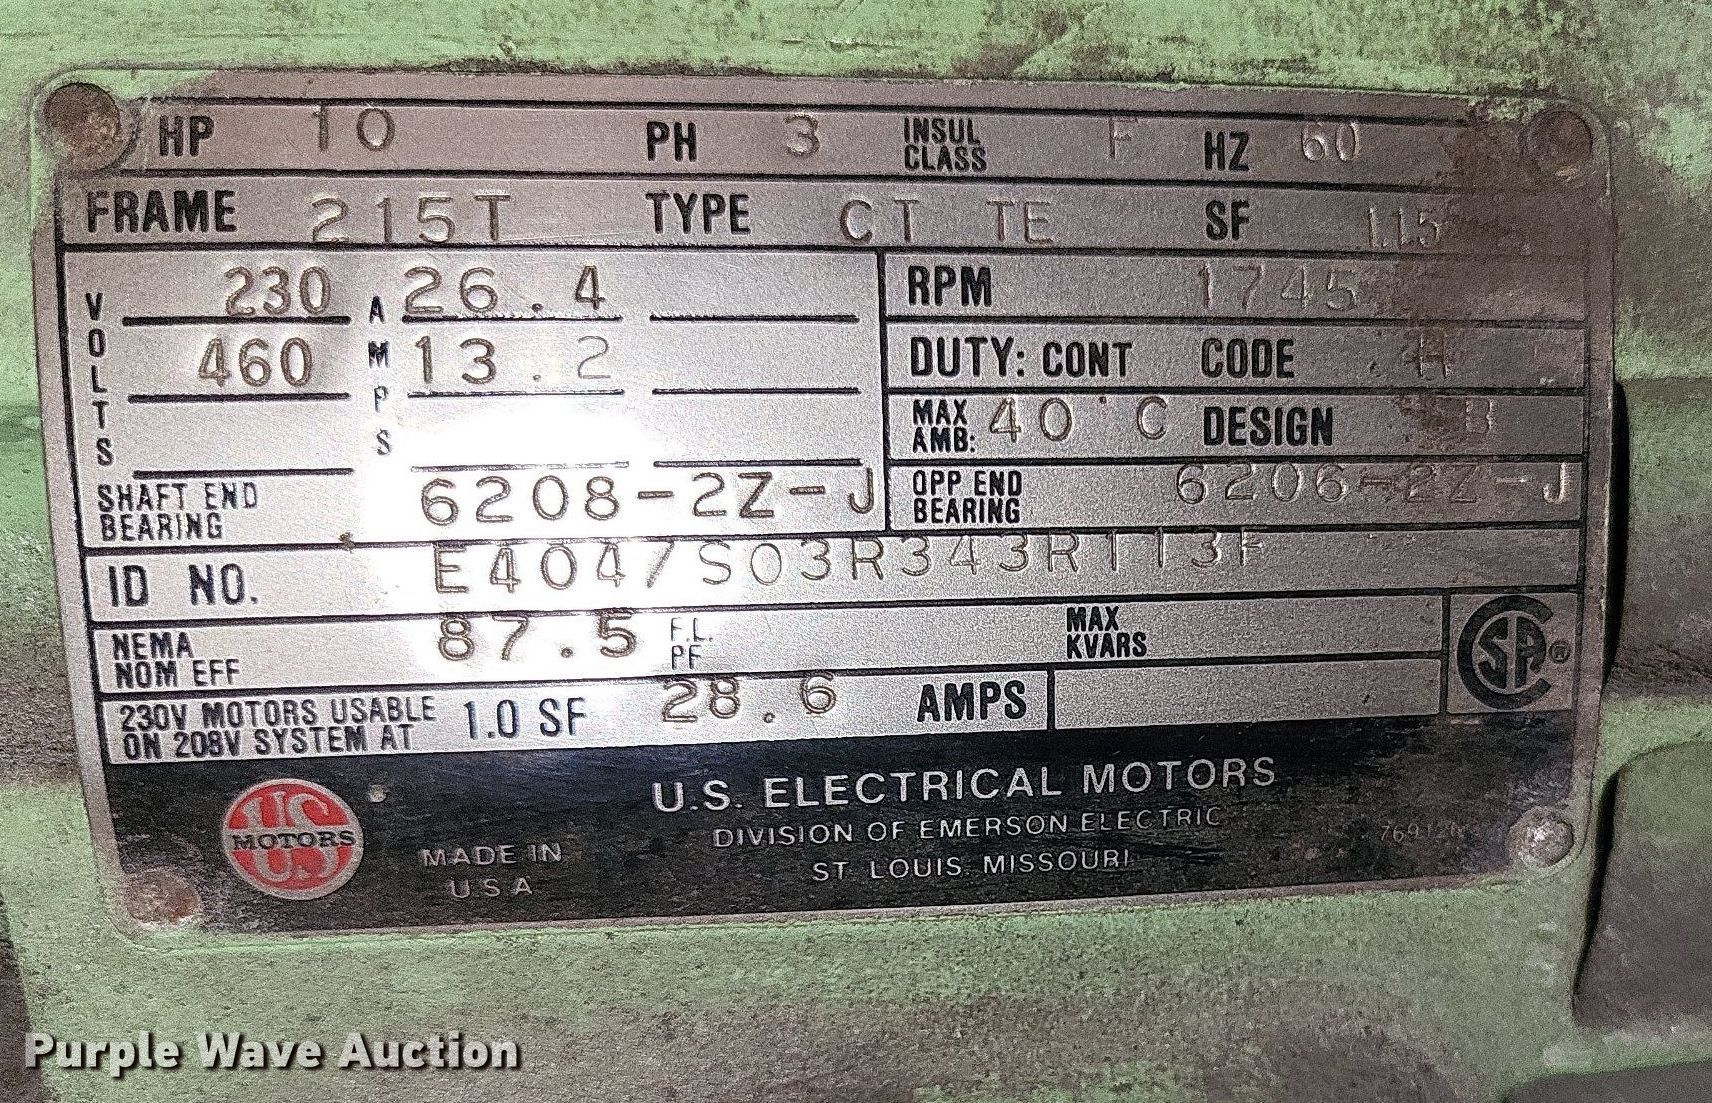 HP 10 PH 3 INSUL CLASS F HZ 60
FRAME 215T TYPE CT TE SF 1.15
VOLTS 230 AMPS 26.4 RPM 1745
460 13.2 DUTY: CONT CODE H
MAX AMB: 40°C DESIGN B
SHAFT END BEARING 6208-2Z-J OPP END BEARING 6206-2Z-J
ID NO. E4047/S03R343R113F
NEMA NOM EFF 87.5 F.L. PF MAX KVARS
230V MOTORS USABLE ON 208V SYSTEM AT 1.0 SF 28.6 AMPS
CSA ®
US MOTORS
MADE IN
USA
U.S. ELECTRICAL MOTORS
DIVISION OF EMERSON ELECTRIC
ST. LOUIS, MISSOURI
Purple Wave Auction